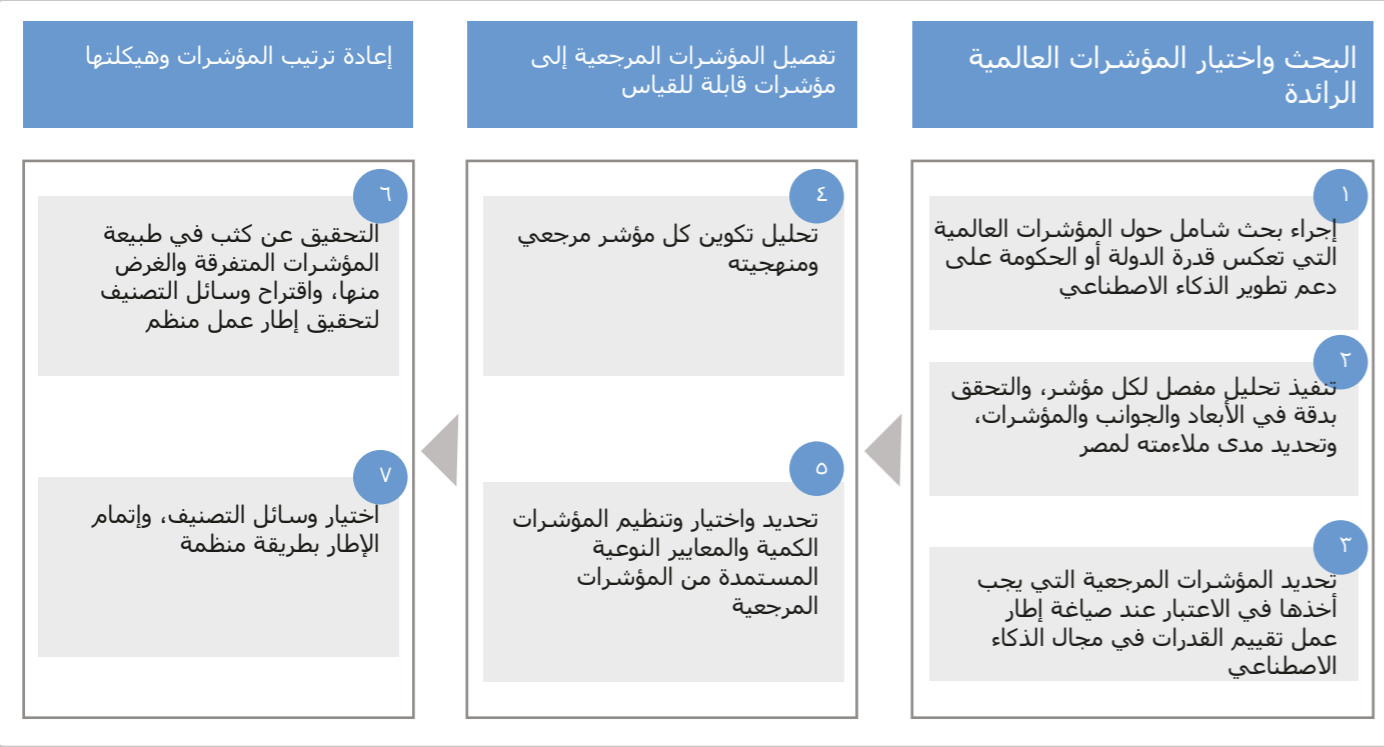 البحث واختيار المؤشرات العالمية
الرائدة
١
إجراء بحث شامل حول المؤشرات العالمية
التي تعكس قدرة الدولة أو الحكومة على
دعم تطوير الذكاء الاصطناعي
٢
تنفيذ تحليل مفصل لكل مؤشر، والتحقق
بدقة في الأبعاد والجوانب والمؤشرات،
وتحديد مدى ملاءمته لمصر
٣
تحديد المؤشرات المرجعية التي يجب
أخذها في الاعتبار عند صياغة إطار
عمل تقييم القدرات في مجال الذكاء
الاصطناعي
تفصيل المؤشرات المرجعية إلى
مؤشرات قابلة للقياس
٤
تحليل تكوين كل مؤشر مرجعي
ومنهجيته
٥
تحديد واختيار وتنظيم المؤشرات
الكمية والمعايير النوعية
المستمدة من المؤشرات
المرجعية
إعادة ترتيب المؤشرات وهيكلتها
٦
التحقيق عن كثب في طبيعة
المؤشرات المتفرقة والغرض
منها، واقتراح وسائل التصنيف
لتحقيق إطار عمل منظم
٧
اختيار وسائل التصنيف، وإتمام
الإطار بطريقة منظمة